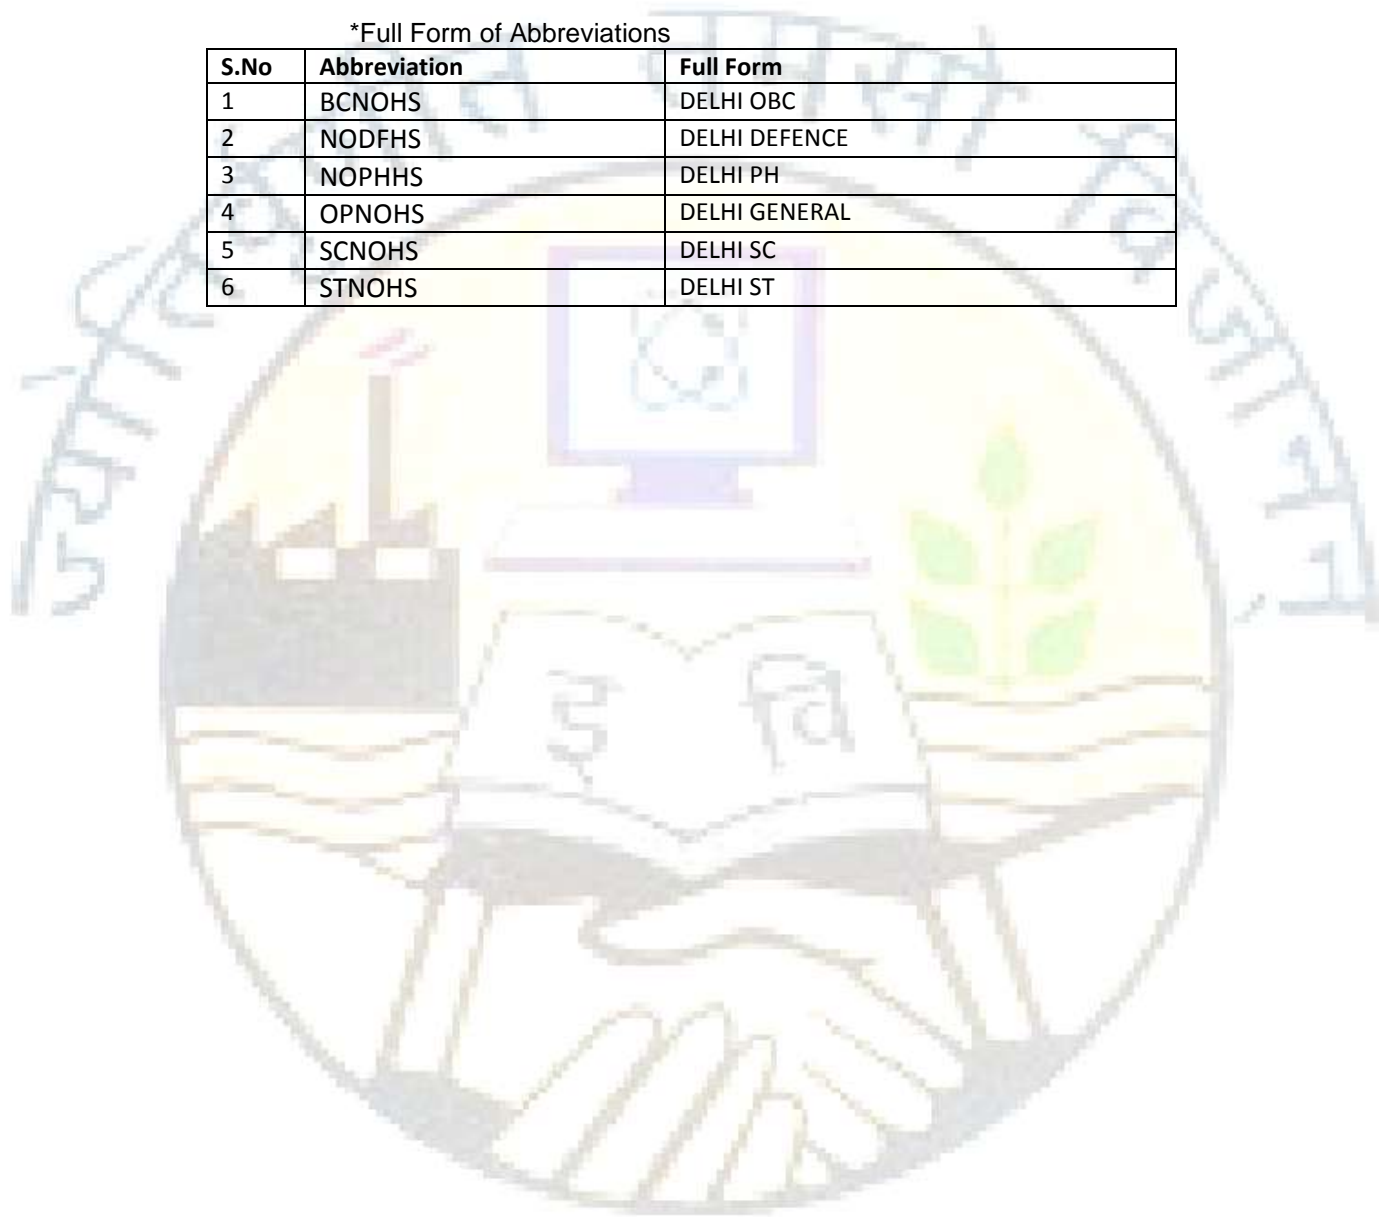 *Full Form of Abbreviations
S.No Abbreviation Full Form
1 BCNOHS DELHI OBC
2 NODFHS DELHI DEFENCE
3 NOPHHS DELHI PH
4 OPNOHS DELHI GENERAL
5 SCNOHS DELHI SC
6 STNOHS DELHI ST
इ वि